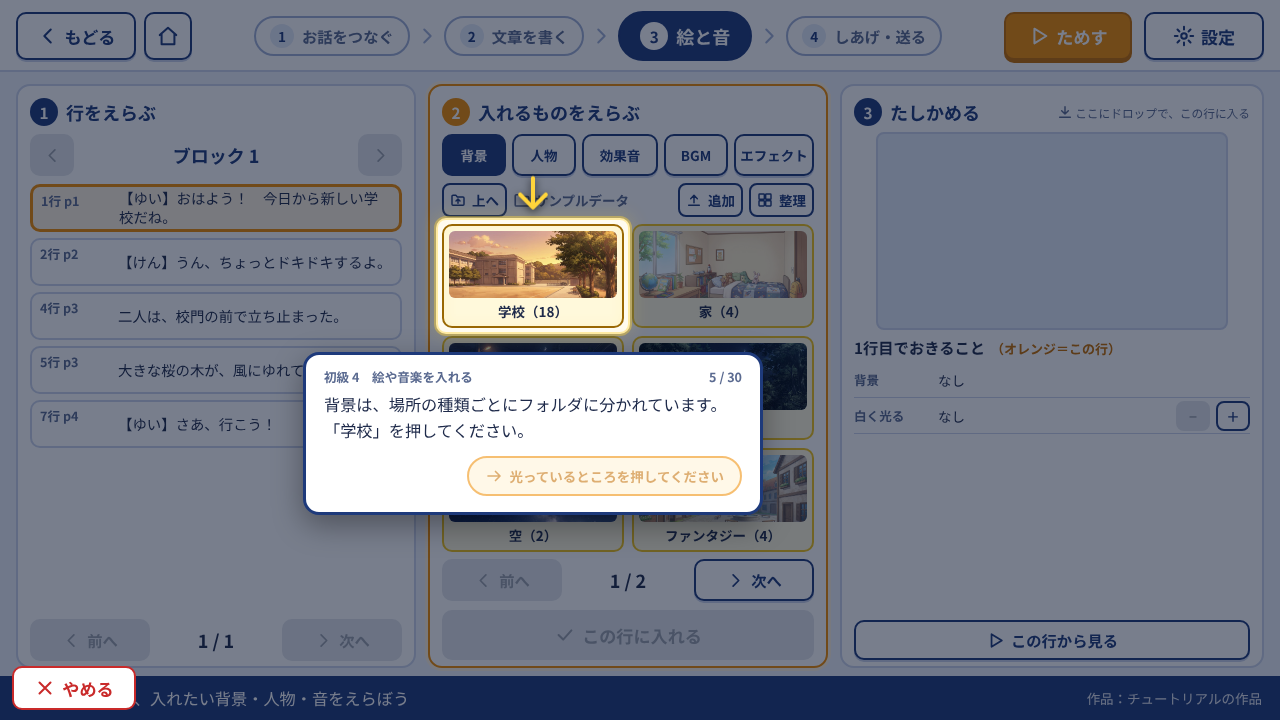 もどる
1 お話をつなぐ
2 文章を書く
3 絵と音
4 しあげ・送る
ためす
設定
1 行をえらぶ
ブロック 1
1行 p1
【ゆい】おはよう！　今日から新しい学
校だね。
2行 p2
【けん】うん、ちょっとドキドキするよ。
4行 p3
二人は、校門の前で立ち止まった。
5行 p3
大きな桜の木が、風にゆれて
7行 p4
【ゆい】さあ、行こう！
前へ
1 / 1
次へ
2 入れるものをえらぶ
背景
人物
効果音
BGM
エフェクト
上へ
ンプルデータ
追加
整理
学校（18）
家（4）
空（2）
ファンタジー（4）
前へ
1 / 2
次へ
この行に入れる
初級 4　絵や音楽を入れる
5 / 30
背景は、場所の種類ごとにフォルダに分かれています。
「学校」を押してください。
光っているところを押してください
3 たしかめる
ここにドロップで、この行に入る
1行目でおきること （オレンジ＝この行）
背景
なし
白く光る
なし
この行から見る
やめる
、入れたい背景・人物・音をえらぼう
作品：チュートリアルの作品